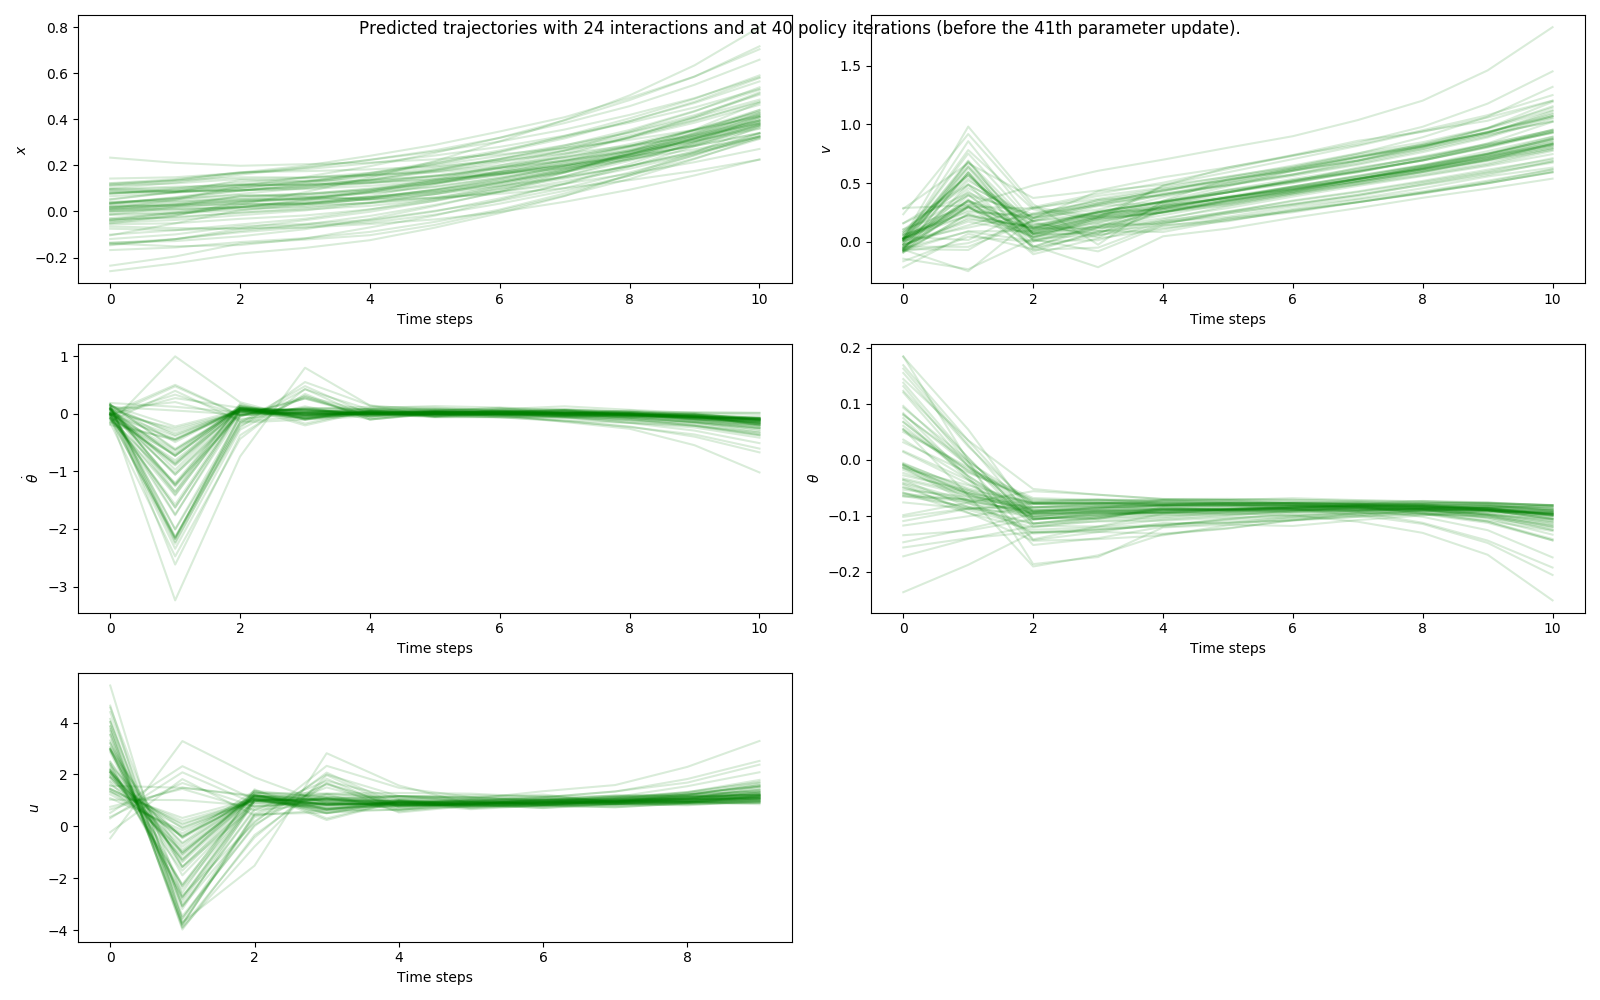 Predicted trajectories with 24 interactions and at 40 policy iterations (before the 41th parameter update).
0.8
0.6
0.4
0.2
0.0
−0.2
x
0 2 4 6 8 10
Time steps
1.5
1.0
0.5
0.0
v
0 2 4 6 8 10
Time steps
1
0
−1
−2
−3
θ̇
0 2 4 6 8 10
Time steps
0.2
0.1
0.0
−0.1
−0.2
θ
0 2 4 6 8 10
Time steps
4
2
0
−2
−4
u
0 2 4 6 8
Time steps